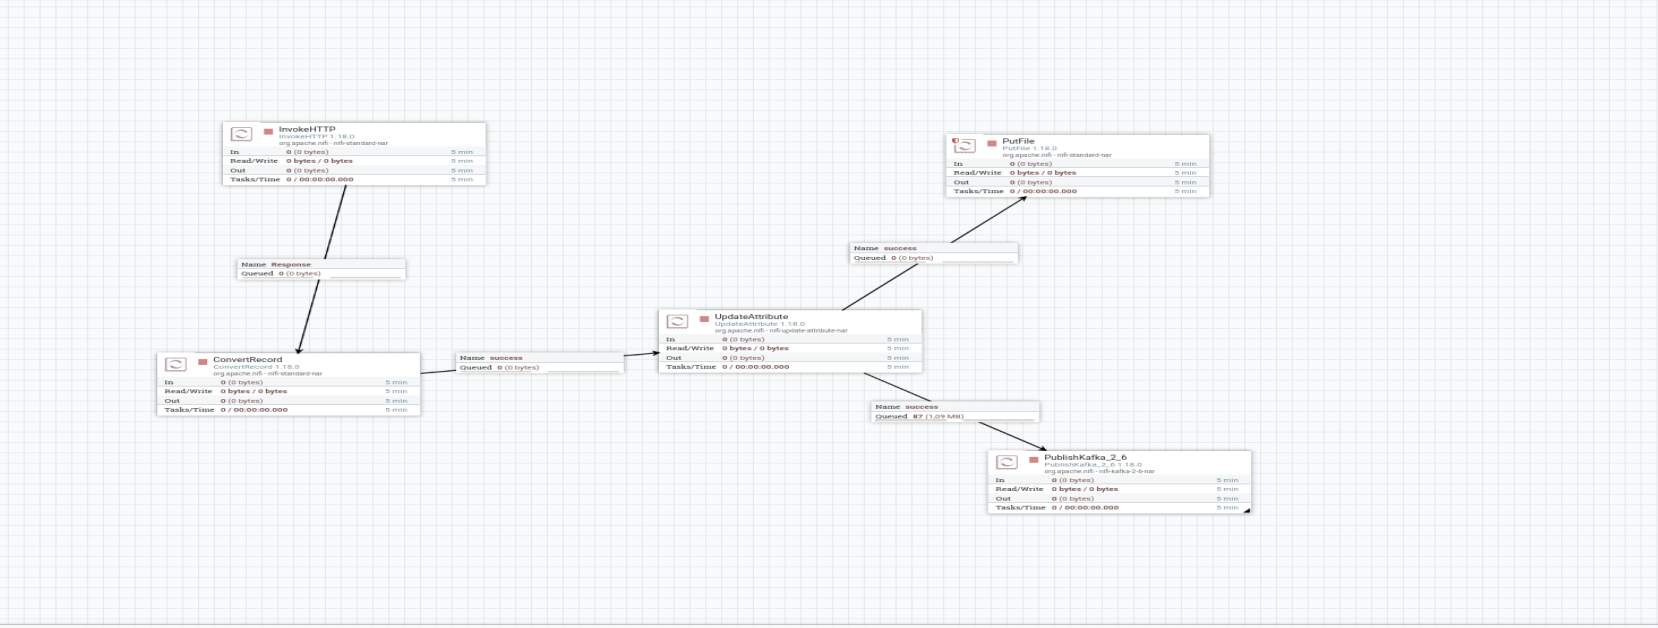 InvokeHTTP
InvokeHTTP 1.18.0
org.apache.nifi - nifi-standard-nar
In 0 (0 bytes) 5 min
Read/Write 0 bytes / 0 bytes 5 min
Out 0 (0 bytes) 5 min
Tasks/Time 0 / 00:00:00.000 5 min
PutFile
PutFile 1.18.0
org.apache.nifi - nifi-standard-nar
In 0 (0 bytes) 5 min
Read/Write 0 bytes / 0 bytes 5 min
Out 0 (0 bytes) 5 min
Tasks/Time 0 / 00:00:00.000 5 min
Name success
Queued 0 (0 bytes)
Name Response
Queued 0 (0 bytes)
UpdateAttribute
UpdateAttribute 1.18.0
org.apache.nifi - nifi-update-attribute-nar
In 0 (0 bytes) 5 min
Read/Write 0 bytes / 0 bytes 5 min
Out 0 (0 bytes) 5 min
Tasks/Time 0 / 00:00:00.000 5 min
ConvertRecord
ConvertRecord 1.18.0
org.apache.nifi - nifi-standard-nar
In 0 (0 bytes) 5 min
Read/Write 0 bytes / 0 bytes 5 min
Out 0 (0 bytes) 5 min
Tasks/Time 0 / 00:00:00.000 5 min
Name success
Queued 0 (0 bytes)
Name success
Queued 87 (1.09 MB)
PublishKafka_2_6
PublishKafka_2_6 1.18.0
org.apache.nifi - nifi-kafka-2-6-nar
In 0 (0 bytes) 5 min
Read/Write 0 bytes / 0 bytes 5 min
Out 0 (0 bytes) 5 min
Tasks/Time 0 / 00:00:00.000 5 min